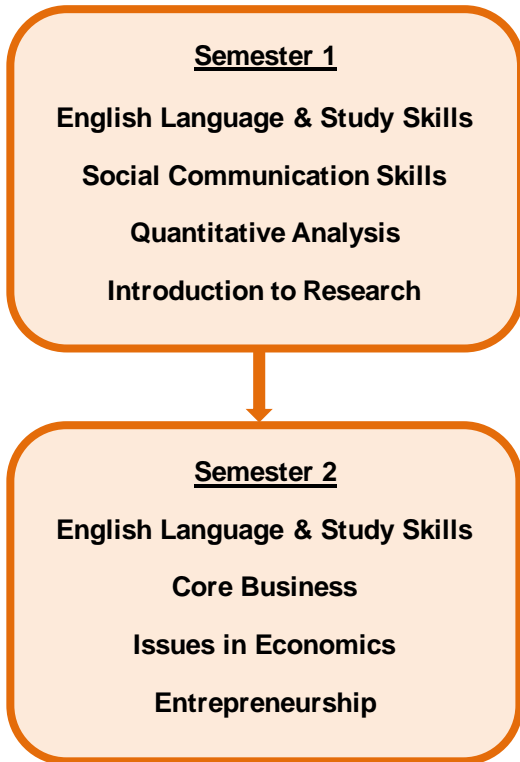 Semester 1
English Language & Study Skills
Social Communication Skills
Quantitative Analysis
Introduction to Research
Semester 2
English Language & Study Skills
Core Business
Issues in Economics
Entrepreneurship